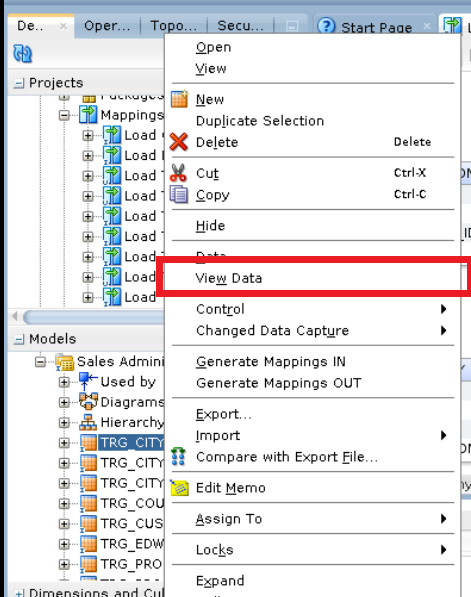 De..
Oper...
Topo...
Secu...
Start Page
Projects
Mappings
Load
Load
Load
Load
Load
Load
Load
Load
Load
Models
Sales Admini
Used by
Diagrams
Hierarchy
TRG_CITY
TRG_CITY
TRG_CITY
TRG_COU
TRG_CUS
TRG_EDW
TRG_PRO
Dimensions and Cu
Open
View
New
Duplicate Selection
Delete Delete
Cut Ctrl-X
Copy Ctrl-C
Hide
Data...
View Data
Control
Changed Data Capture
Generate Mappings IN
Generate Mappings OUT
Export...
Import
Compare with Export File...
Edit Memo
Assign To
Locks
Expand